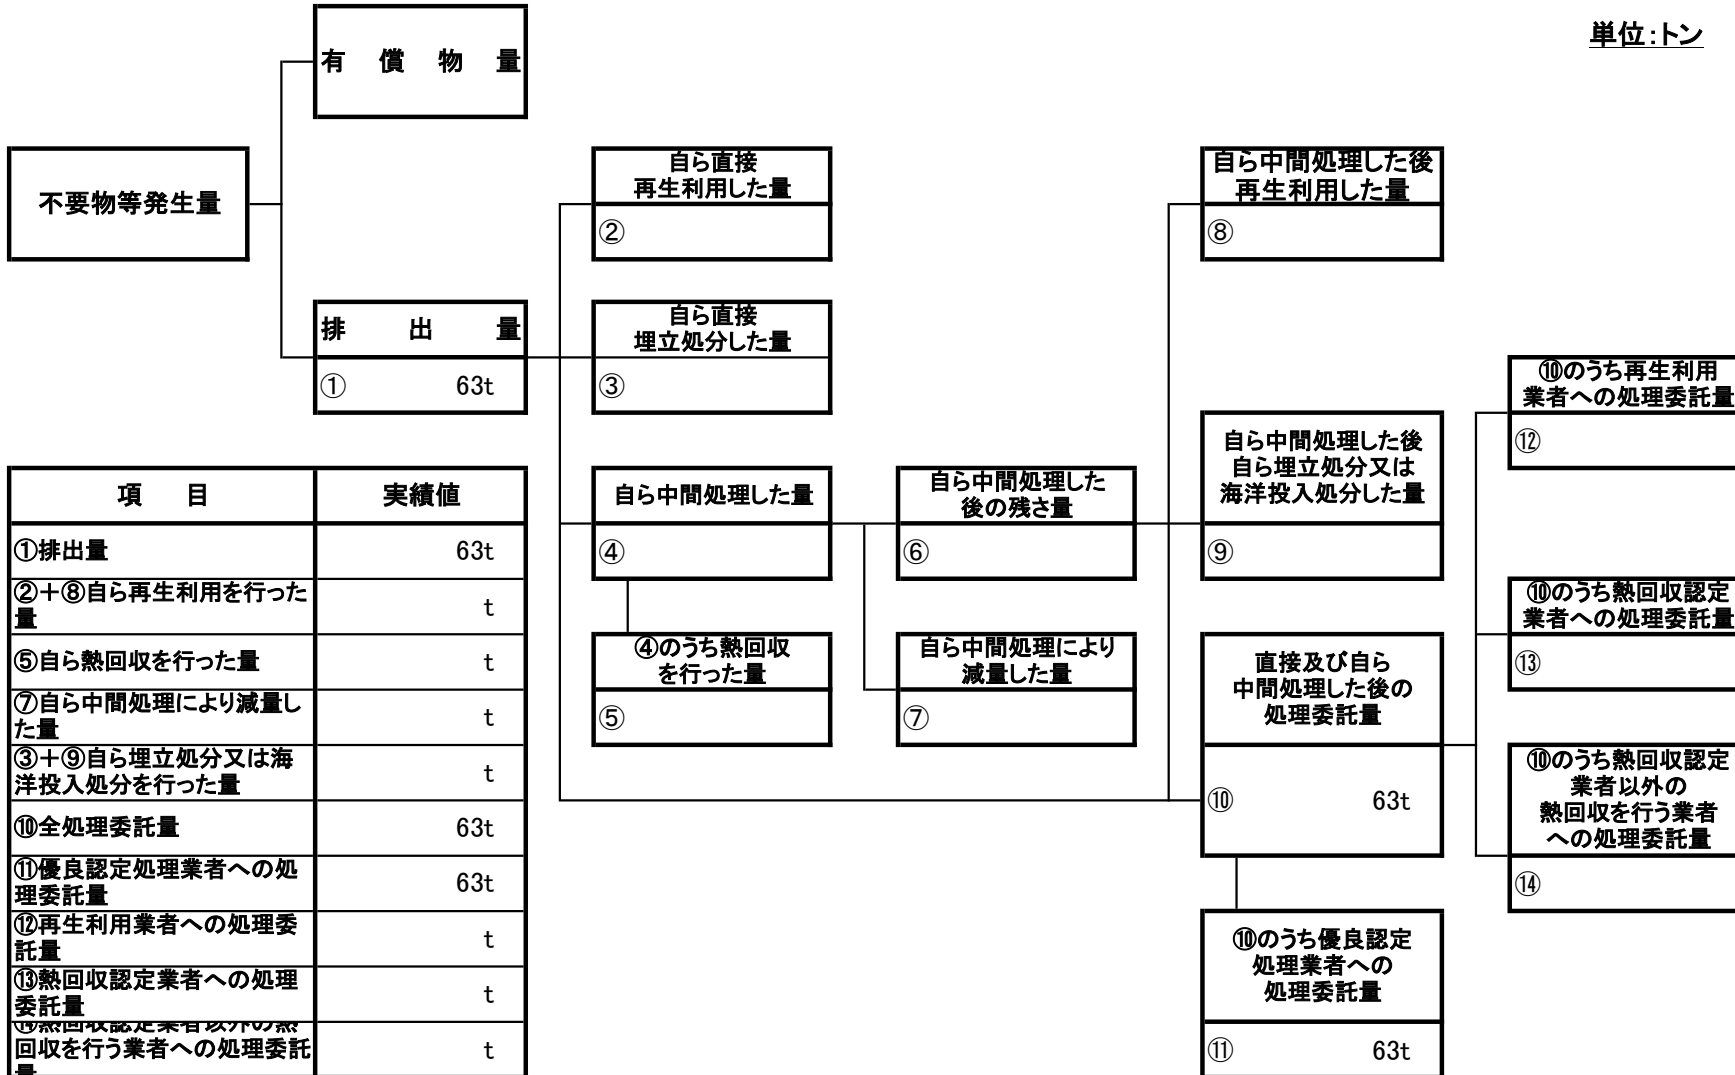 単位:トン
有 償 物 量
不要物等発生量
自ら直接
再生利用した量
②
自ら中間処理した後
再生利用した量
⑧
排 出 量
① 63t
自ら直接
埋立処分した量
③
⑩のうち再生利用
業者への処理委託量
⑫
自ら中間処理した量
④
自ら中間処理した
後の残さ量
⑥
自ら中間処理した後
自ら埋立処分又は
海洋投入処分した量
⑨
⑩のうち熱回収認定
業者への処理委託量
⑬
④のうち熱回収
を行った量
⑤
自ら中間処理により
減量した量
⑦
直接及び自ら
中間処理した後の
処理委託量
⑩ 63t
⑩のうち熱回収認定
業者以外の
熱回収を行う業者
への処理委託量
⑭
⑩のうち優良認定
処理業者への
処理委託量
⑪ 63t
項 目 実績値
①排出量 63t
②+⑧自ら再生利用を行った
量 t
⑤自ら熱回収を行った量 t
⑦自ら中間処理により減量し
た量 t
③+⑨自ら埋立処分又は海
洋投入処分を行った量 t
⑩全処理委託量 63t
⑪優良認定処理業者への処
理委託量 63t
⑫再生利用業者への処理委
託量 t
⑬熱回収認定業者への処理
委託量 t
⑭熱回収認定業者以外の熱
回収を行う業者への処理委託
量 t